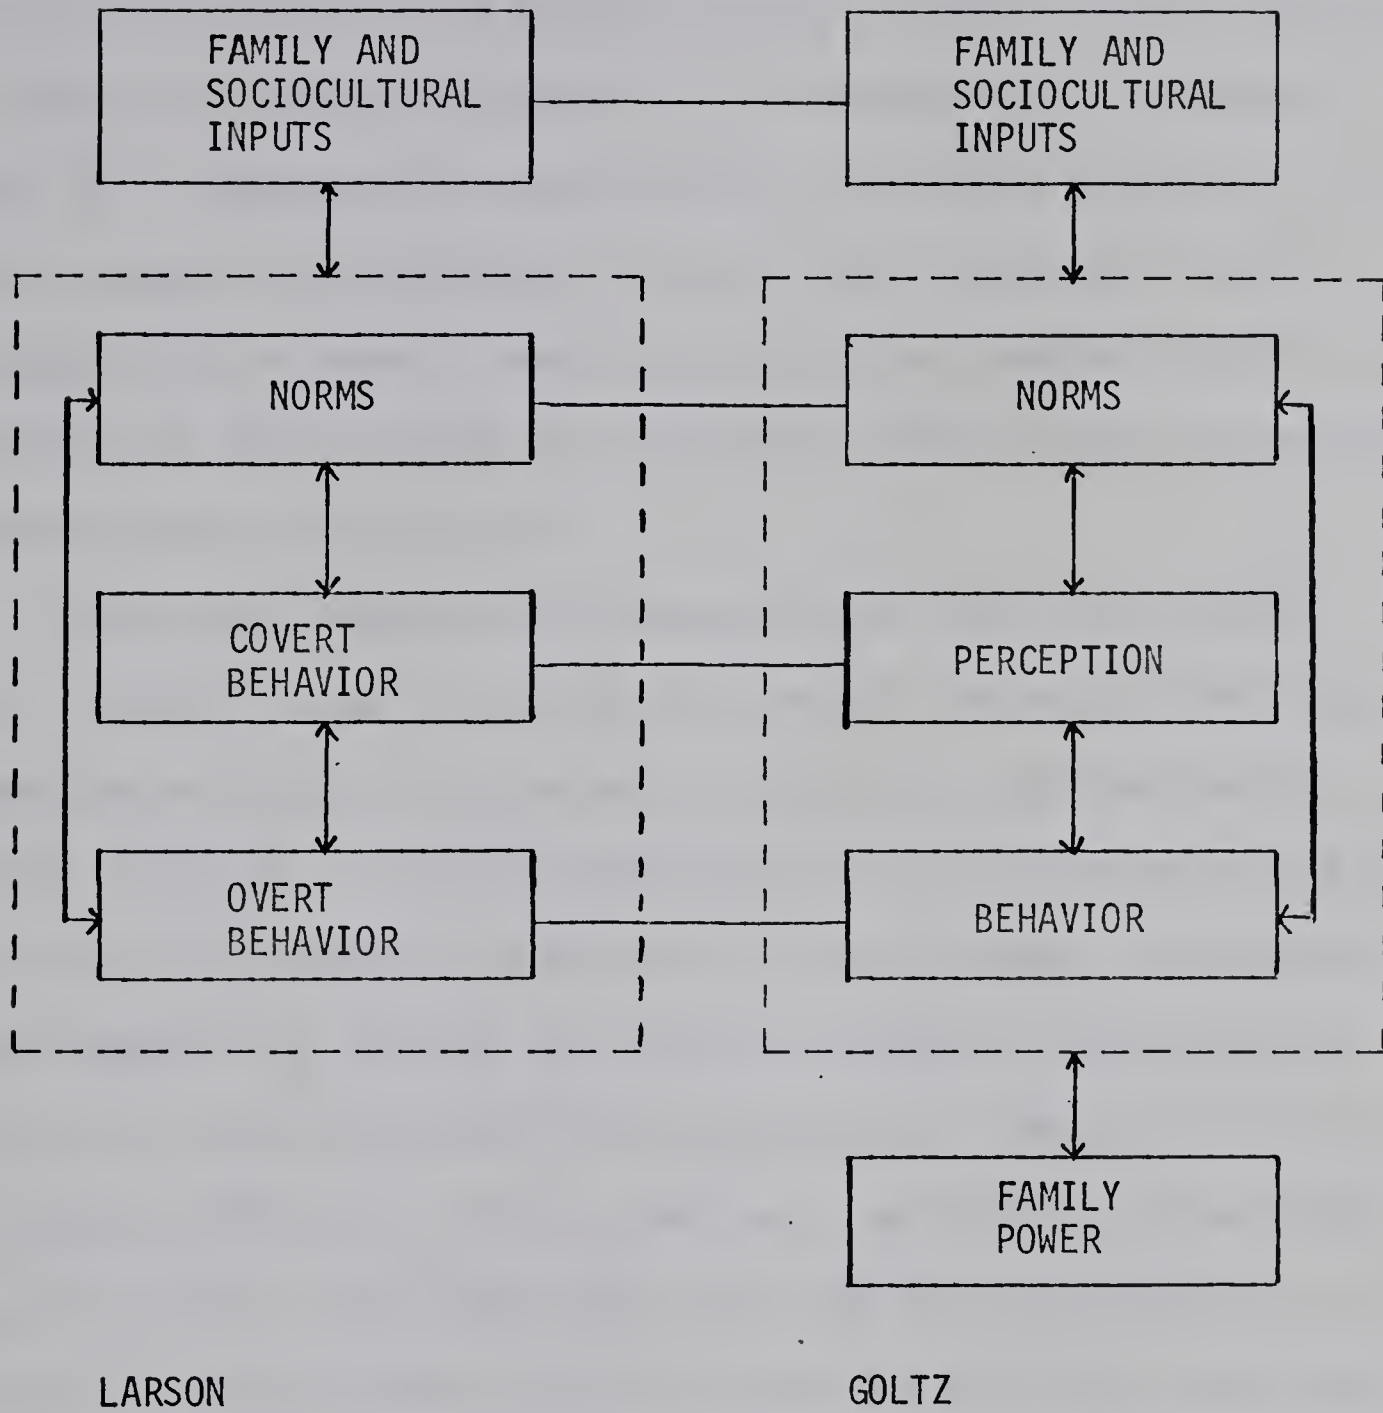 FAMILY AND
SOCIOCULTURAL
INPUTS
FAMILY AND
SOCIOCULTURAL
INPUTS
NORMS
NORMS
COVERT
BEHAVIOR
PERCEPTION
OVERT
BEHAVIOR
BEHAVIOR
FAMILY
POWER
LARSON
GOLTZ